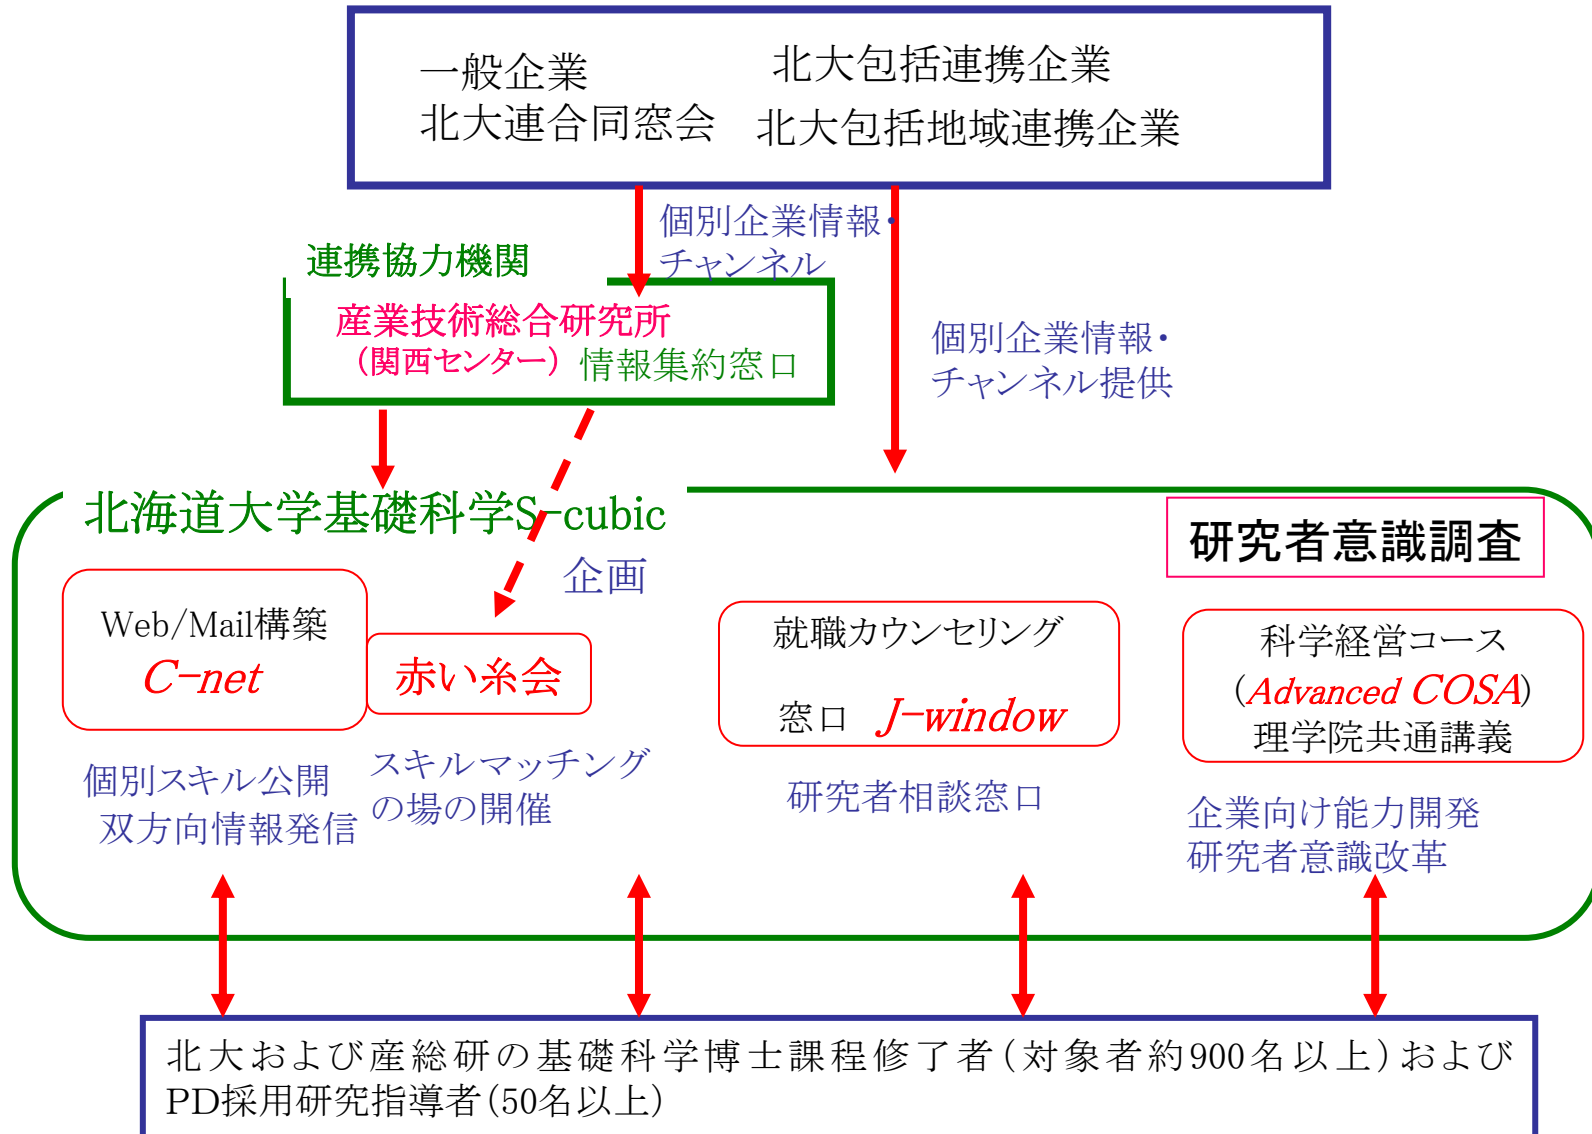 一般企業
北大包括連携企業
北大連合同窓会
北大包括地域連携企業
個別企業情報・
チャンネル
連携協力機関
産業技術総合研究所
(関西センター) 情報集約窓口
個別企業情報・
チャンネル提供
北海道大学基礎科学S-cubic
研究者意識調査
企画
Web/Mail構築
C-net
赤い糸会
就職カウンセリング
窓口 J-window
科学経営コース
(Advanced COSA)
理学院共通講義
個別スキル公開
双方向情報発信
スキルマッチング
の場の開催
研究者相談窓口
企業向け能力開発
研究者意識改革
北大および産総研の基礎科学博士課程修了者(対象者約900名以上)および
PD採用研究指導者(50名以上)